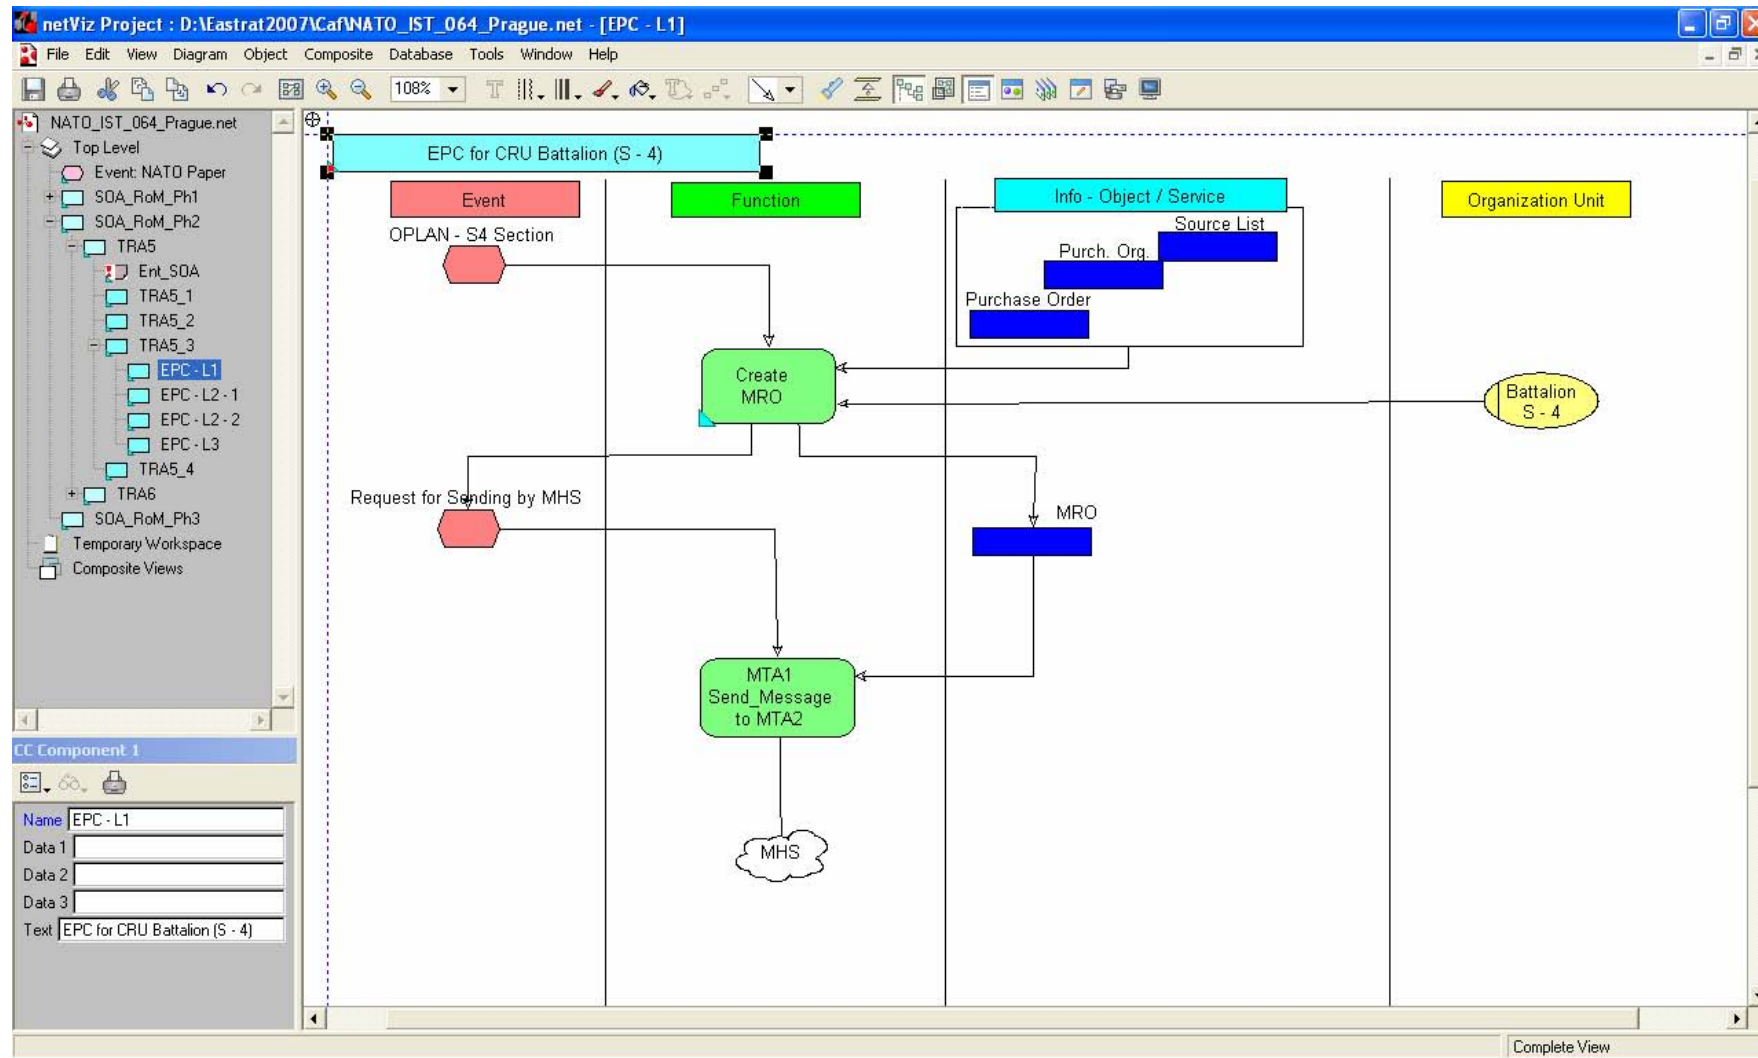 netViz Project : D:\Eastrat2007\Caf\NATO_IST_064_Prague.net - [EPC - L1]
File Edit View Diagram Object Composite Database Tools Window Help
108%
NATO_IST_064_Prague.net
Top Level
Event: NATO Paper
SOA_RoM_Ph1
SOA_RoM_Ph2
TRA5
Ent_SOA
TRA5_1
TRA5_2
TRA5_3
EPC - L1
EPC - L2 - 1
EPC - L2 - 2
EPC - L3
TRA5_4
TRA6
SOA_RoM_Ph3
Temporary Workspace
Composite Views
CC Component 1
Name EPC - L1
Data 1
Data 2
Data 3
Text EPC for CRU Battalion (S - 4)
EPC for CRU Battalion (S - 4)
Event
Function
Info - Object / Service
Organization Unit
OPLAN - S4 Section
Source List
Purch. Org.
Purchase Order
Create
MRO
Battalion
S - 4
Request for Sending by MHS
MRO
MTA1
Send_Message
to MTA2
MHS
Complete View